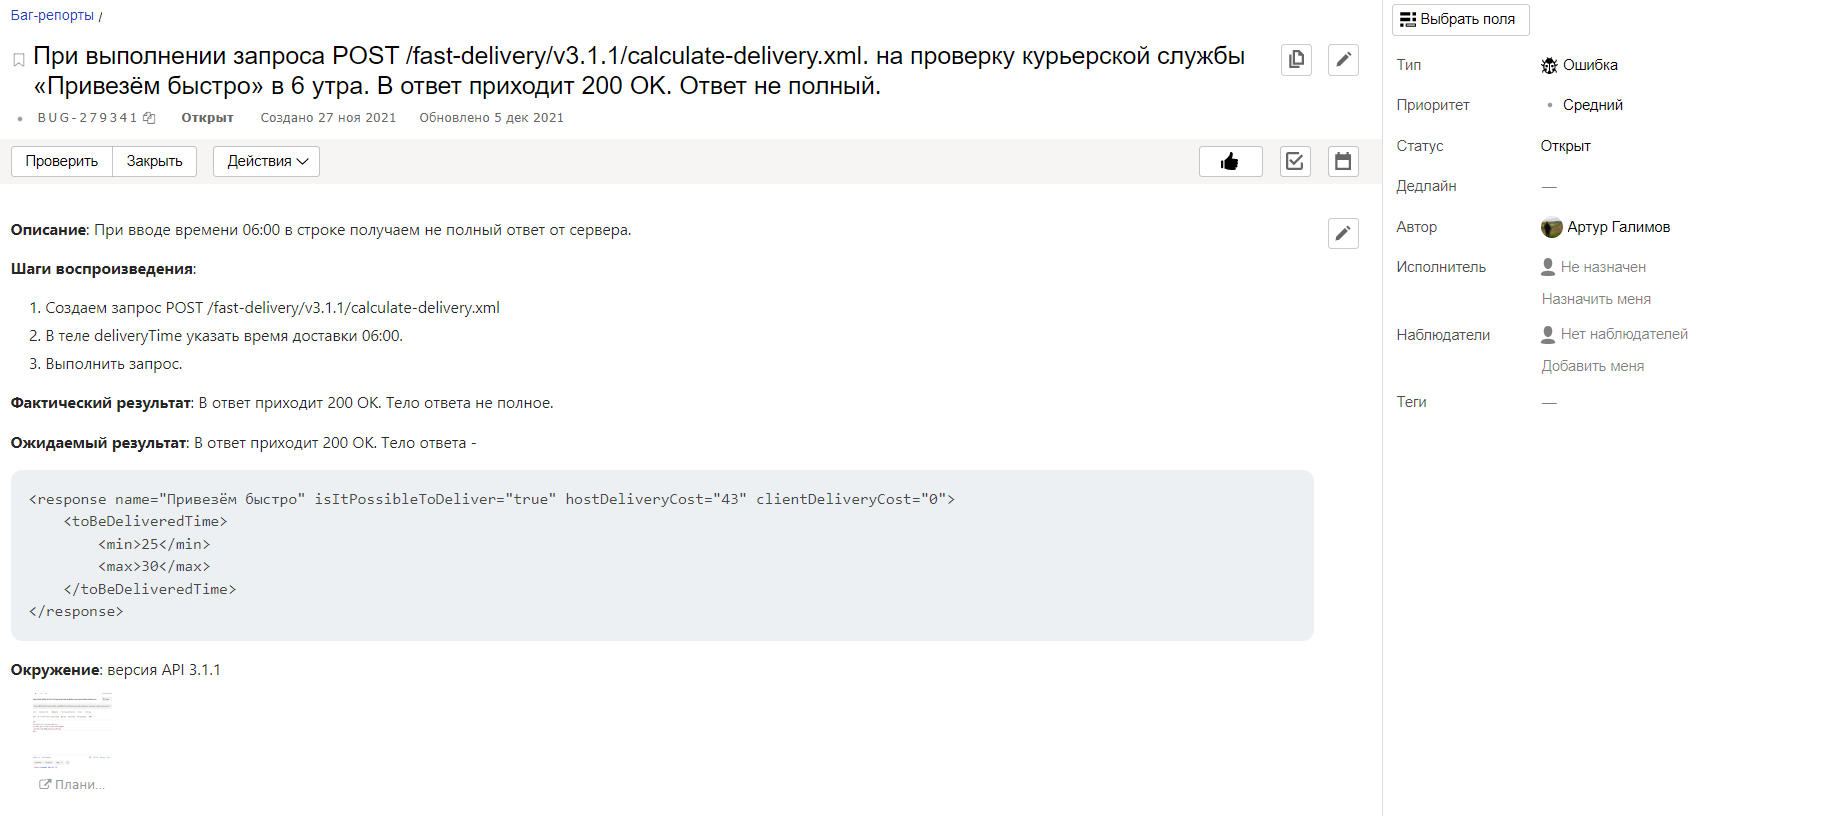 Баг-репорты /
При выполнении запроса POST /fast-delivery/v3.1.1/calculate-delivery.xml. на проверку курьерской службы
«Привезём быстро» в 6 утра. В ответ приходит 200 OK. Ответ не полный.
BUG-279341 Открыт Создано 27 ноя 2021 Обновлено 5 дек 2021
Проверить Закрыть Действия
Описание: При вводе времени 06:00 в строке получаем не полный ответ от сервера.
Шаги воспроизведения:
1. Создаем запрос POST /fast-delivery/v3.1.1/calculate-delivery.xml
2. В теле deliveryTime указать время доставки 06:00.
3. Выполнить запрос.
Фактический результат: В ответ приходит 200 OK. Тело ответа не полное.
Ожидаемый результат: В ответ приходит 200 OK. Тело ответа -
<response name="Привезём быстро" isItPossibleToDeliver="true" hostDeliveryCost="43" clientDeliveryCost="0">
<toBeDeliveredTime>
<min>25</min>
<max>30</max>
</toBeDeliveredTime>
</response>
Окружение: версия API 3.1.1
Плани...
Выбрать поля
Тип Ошибка
Приоритет • Средний
Статус Открыт
Дедлайн —
Автор Артур Галимов
Исполнитель Не назначен
Назначить меня
Наблюдатели Нет наблюдателей
Добавить меня
Теги —